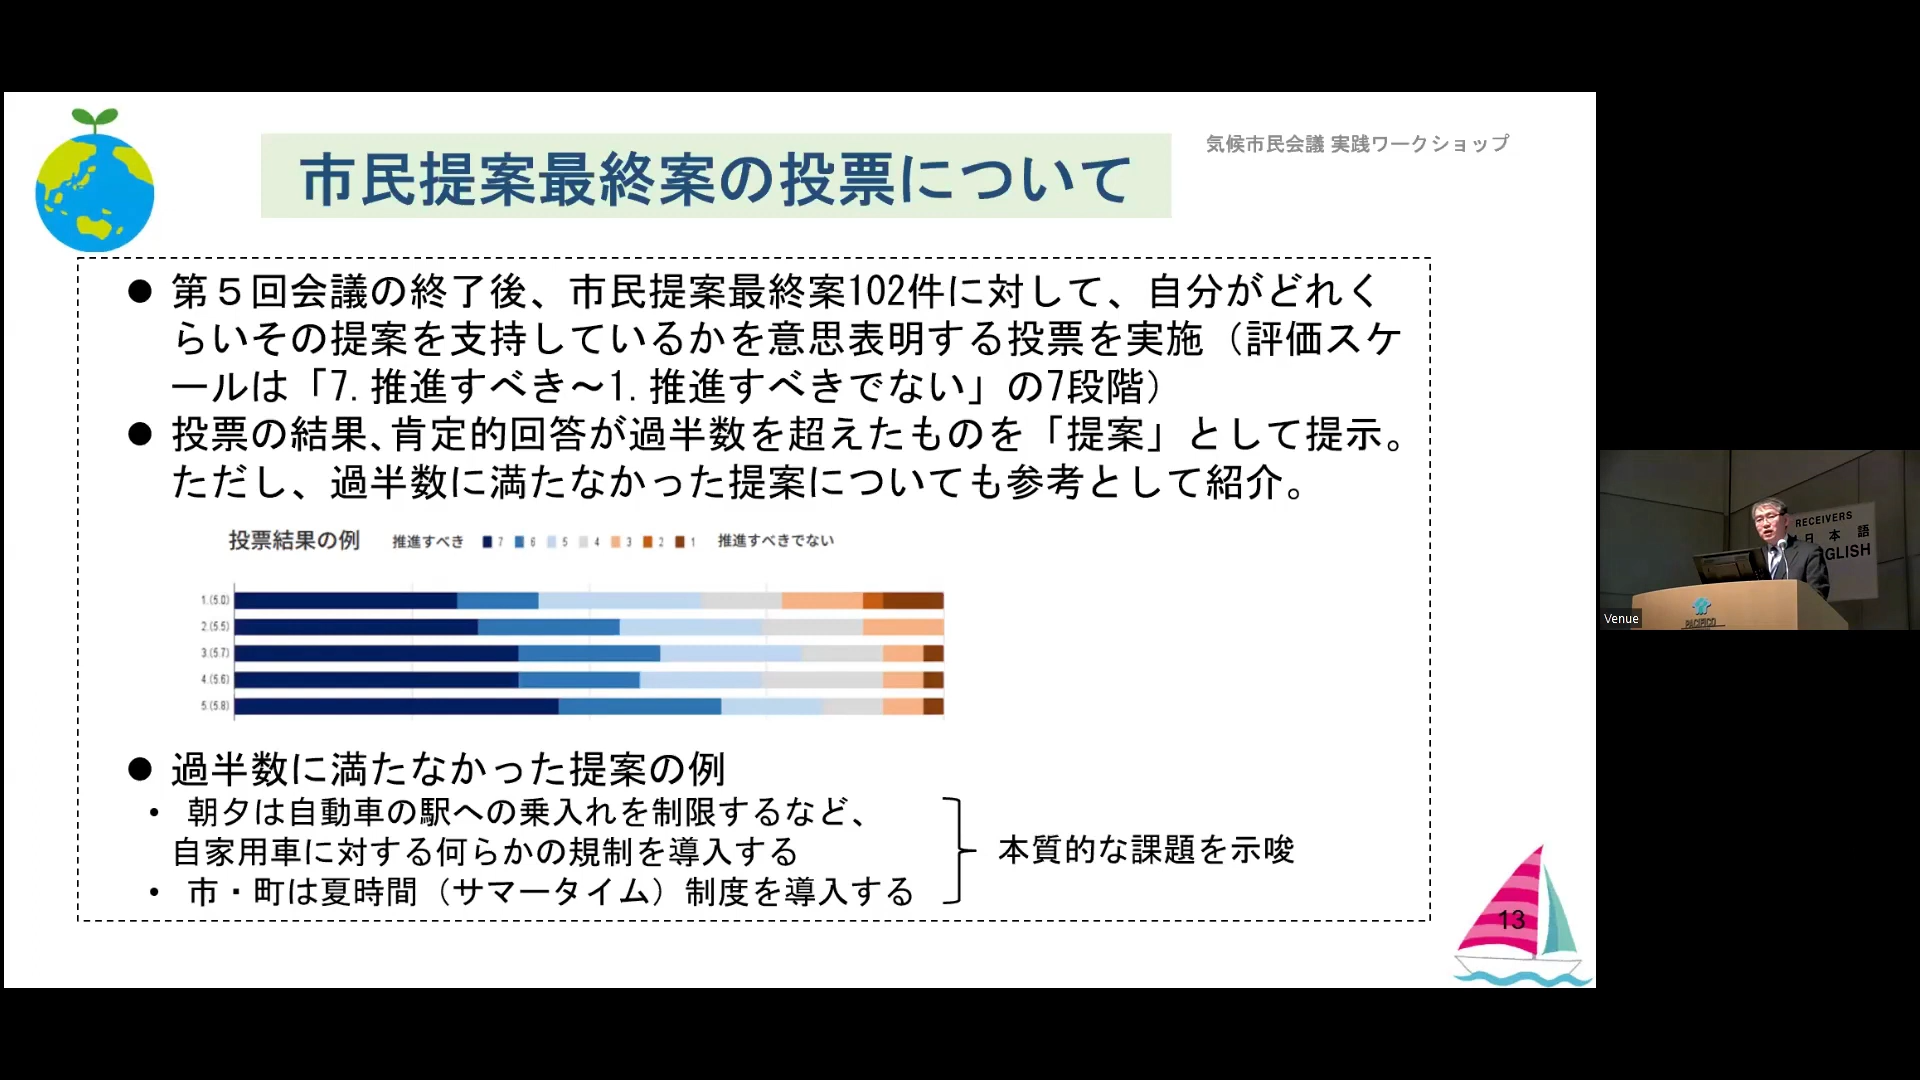 気候市民会議 実践ワークショップ
市民提案最終案の投票について
● 第５回会議の終了後、市民提案最終案102件に対して、自分がどれく
らいその提案を支持しているかを意思表明する投票を実施（評価スケ
ールは「7.推進すべき～1.推進すべきでない」の7段階）
● 投票の結果、肯定的回答が過半数を超えたものを「提案」として提示。
ただし、過半数に満たなかった提案についても参考として紹介。
投票結果の例 推進すべき 7 6 5 4 3 2 1 推進すべきでない
1.(5.0)
2.(5.5)
3.(5.7)
4.(5.6)
5.(5.8)
● 過半数に満たなかった提案の例
・ 朝夕は自動車の駅への乗入れを制限するなど、
自家用車に対する何らかの規制を導入する
・ 市・町は夏時間（サマータイム）制度を導入する
本質的な課題を示唆
13
RECEIVERS
日本語
GLISH
PACIFICO
Venue